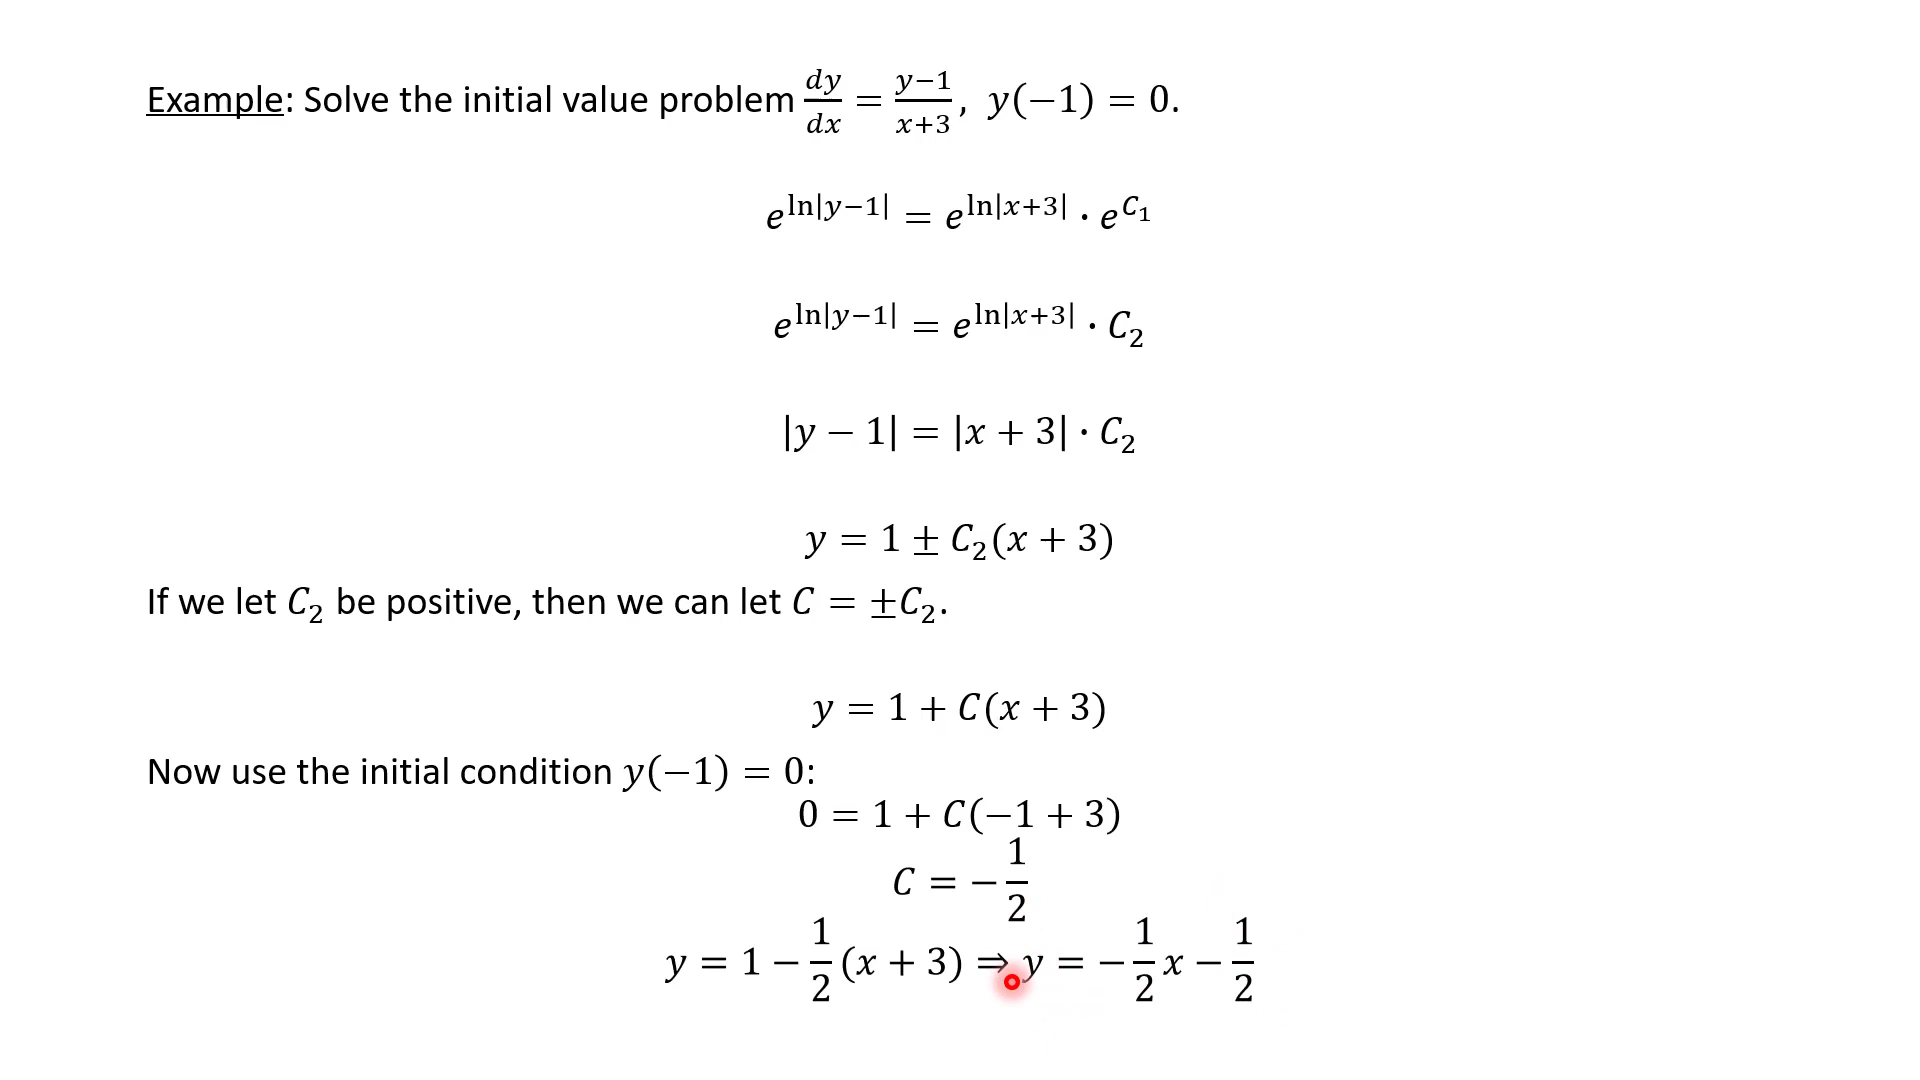 Example: Solve the initial value problem dy/dx = y−1/x+3, y(−1) = 0.
e^ln|y−1| = e^ln|x+3| · e^C₁
e^ln|y−1| = e^ln|x+3| · C₂
|y − 1| = |x + 3| · C₂
y = 1 ± C₂(x + 3)
If we let C₂ be positive, then we can let C = ±C₂.
y = 1 + C(x + 3)
Now use the initial condition y(−1) = 0:
0 = 1 + C(−1 + 3)
C = −1/2
y = 1 − 1/2(x + 3) ⇒ y = −1/2x − 1/2